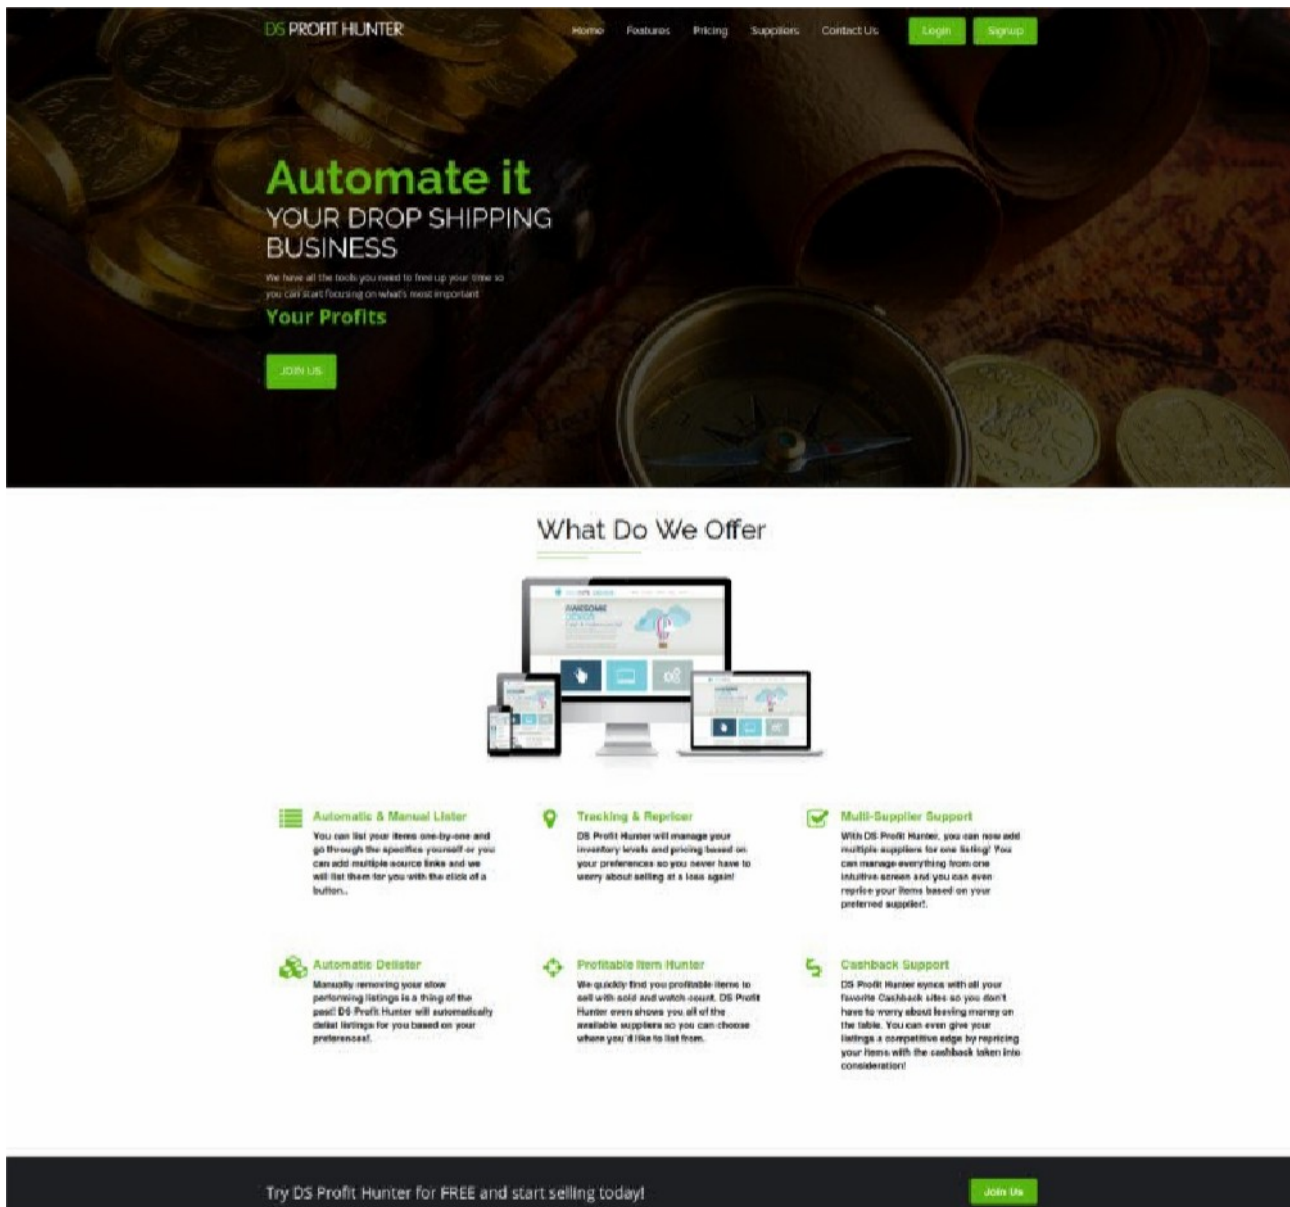 DS PROFIT HUNTER
Home Features Pricing Suppliers Contact Us Login Signup
Automate it
YOUR DROP SHIPPING
BUSINESS
We have all the tools you need to free up your time so
you can start focusing on what's most important
Your Profits
JOIN US
What Do We Offer
AWESOME
Automatic & Manual Lister
You can list your items one-by-one and
go through the specifics yourself or you
can add multiple source links and we
will list them for you with the click of a
button..
Tracking & Repricer
DS Profit Hunter will manage your
inventory levels and pricing based on
your preferences so you never have to
worry about selling at a loss again!
Multi-Supplier Support
With DS Profit Hunter, you can now add
multiple suppliers for one listing! You
can manage everything from one
intuitive screen and you can even
reprice your items based on your
preferred supplier!.
Automatic Delister
Manually removing your slow
performing listings is a thing of the
past! DS Profit Hunter will automatically
delist listings for you based on your
preferences!.
Profitable Item Hunter
We quickly find you profitable items to
sell with sold and watch count. DS Profit
Hunter even shows you all of the
available suppliers so you can choose
where you'd like to list from.
Cashback Support
DS Profit Hunter syncs with all your
favorite Cashback sites so you don't
have to worry about leaving money on
the table. You can even give your
listings a competitive edge by repricing
your items with the cashback taken into
consideration!
Try DS Profit Hunter for FREE and start selling today!
Join Us